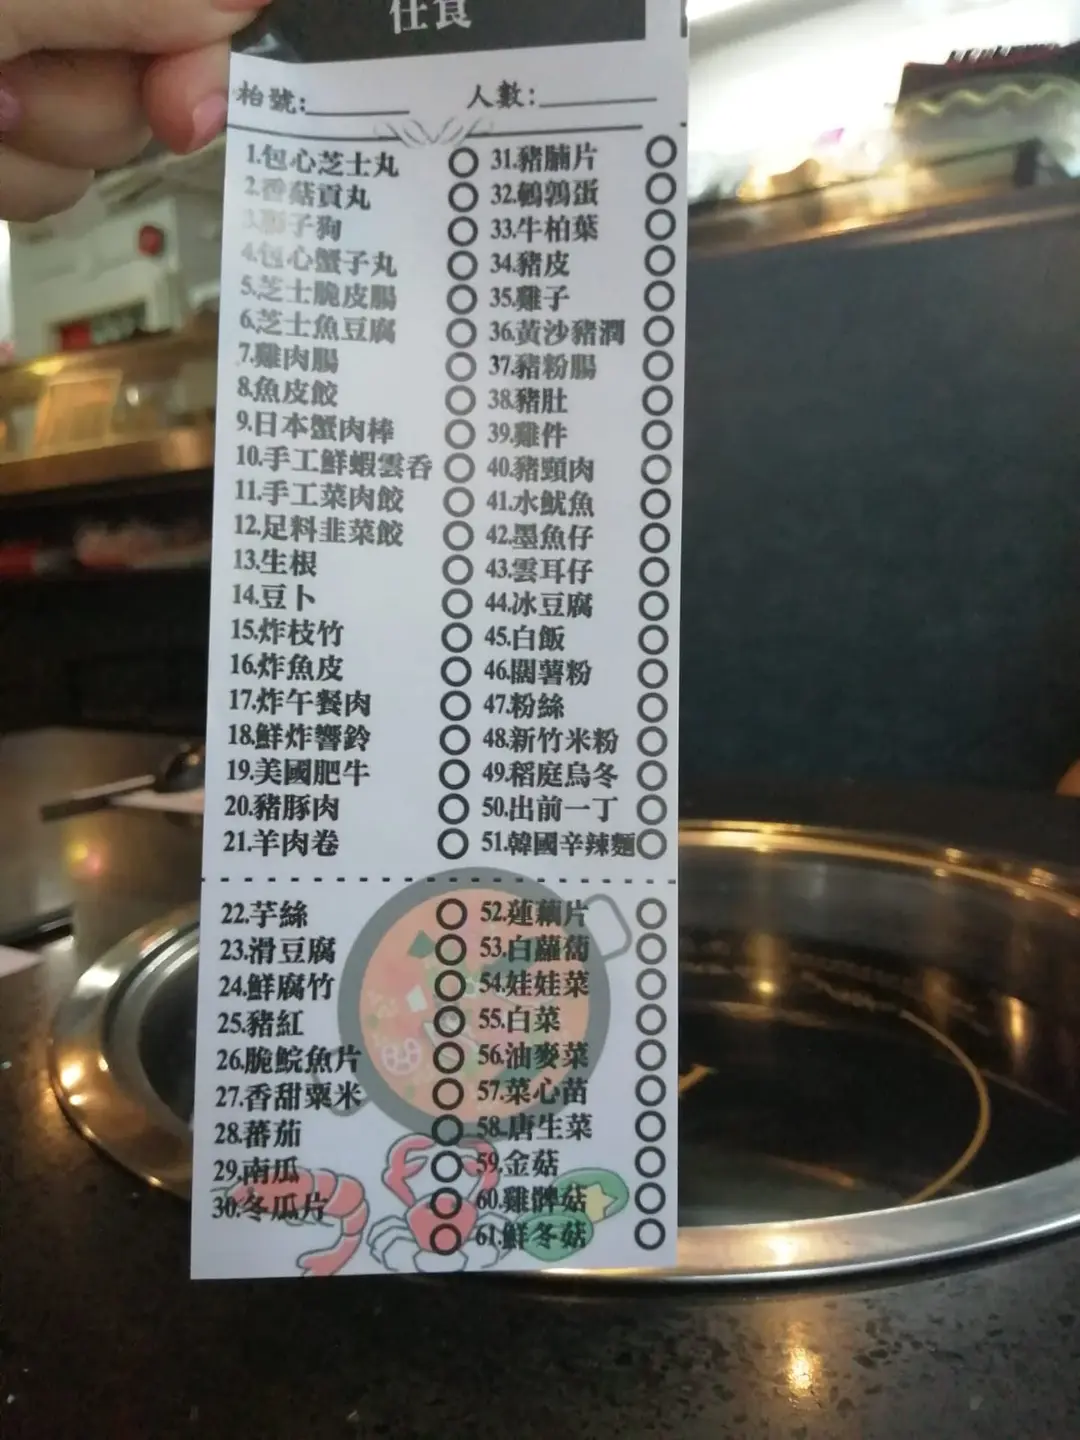 任食
枱號:
人數:
1.包心芝士丸
2.香菇貢丸
3.獅子狗
4.包心蟹子丸
5.芝士脆皮腸
6.芝士魚豆腐
7.雞肉腸
8.魚皮餃
9.日本蟹肉棒
10.手工鮮蝦雲吞
11.手工菜肉餃
12.足料韭菜餃
13.生根
14.豆卜
15.炸枝竹
16.炸魚皮
17.炸午餐肉
18.鮮炸響鈴
19.美國肥牛
20.豬豚肉
21.羊肉卷
22.芋絲
23.滑豆腐
24.鮮腐竹
25.豬紅
26.脆鯇魚片
27.香甜粟米
28.蕃茄
29.南瓜
30.冬瓜片
31.豬腩片
32.鵪鶉蛋
33.牛柏葉
34.豬皮
35.雞子
36.黃沙豬潤
37.豬粉腸
38.豬肚
39.雞件
40.豬頸肉
41.水魷魚
42.墨魚仔
43.雲耳仔
44.冰豆腐
45.白飯
46.闊薯粉
47.粉絲
48.新竹米粉
49.稻庭烏冬
50.出前一丁
51.韓國辛辣麵
52.蓮藕片
53.白蘿蔔
54.娃娃菜
55.白菜
56.油麥菜
57.菜心苗
58.唐生菜
59.金菇
60.雞髀菇
61.鮮冬菇